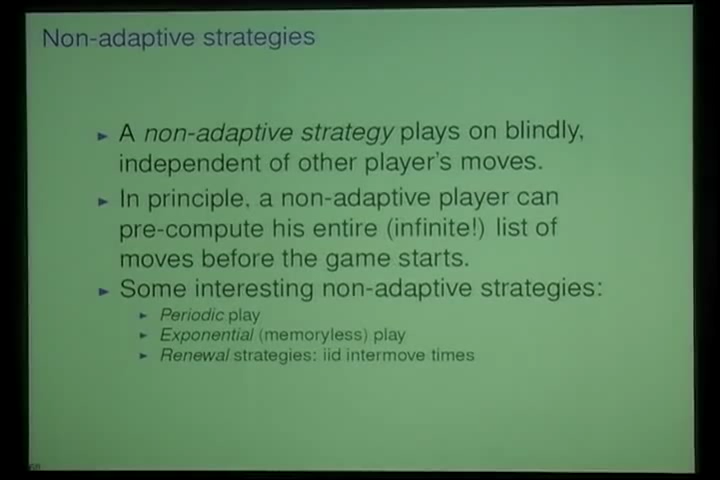 Non-adaptive strategies
► A non-adaptive strategy plays on blindly,
independent of other player's moves.
► In principle, a non-adaptive player can
pre-compute his entire (infinite!) list of
moves before the game starts.
► Some interesting non-adaptive strategies:
► Periodic play
► Exponential (memoryless) play
► Renewal strategies: iid intermove times